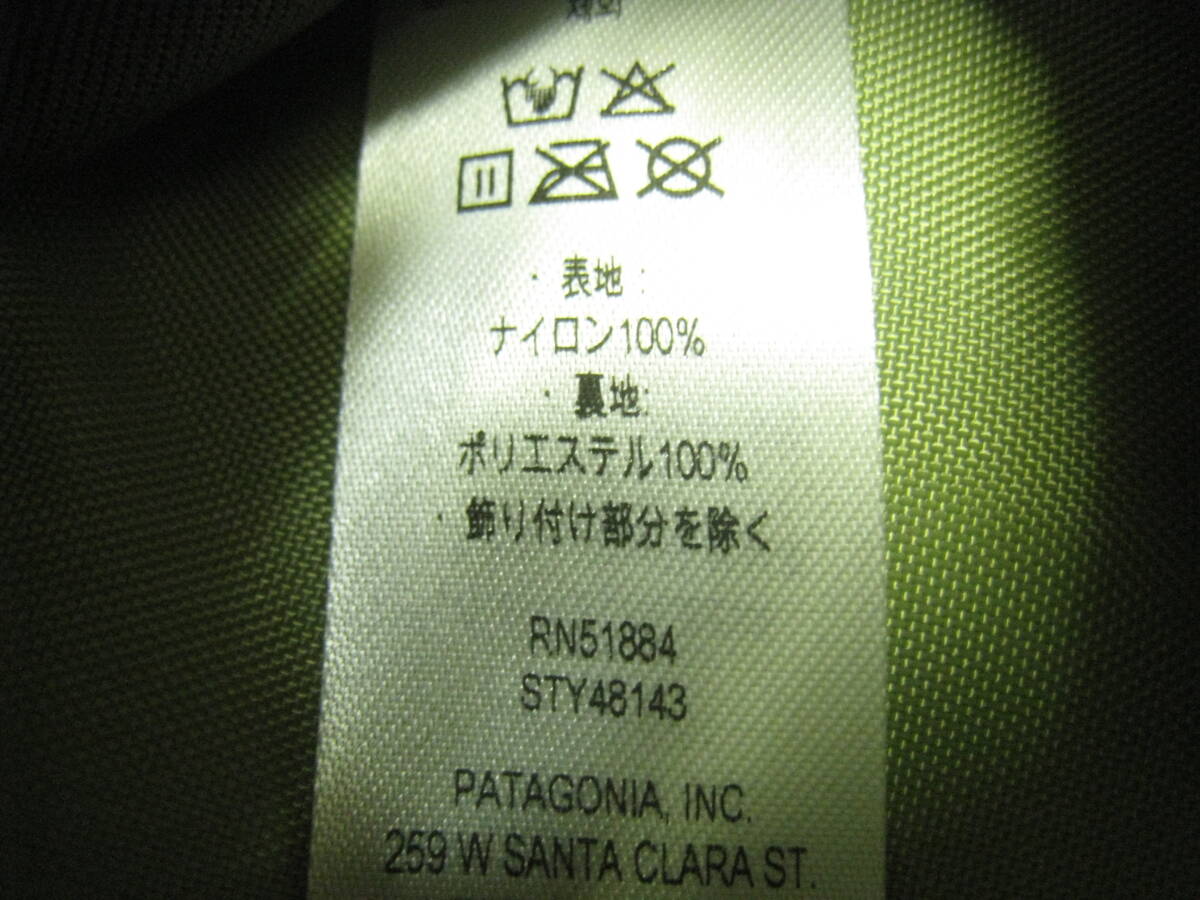 ・表地:
ナイロン100%
・裏地:
ポリエステル100%
・飾り付け部分を除く
RN51884
STY48143
PATAGONIA, INC.
259 W SANTA CLARA ST.